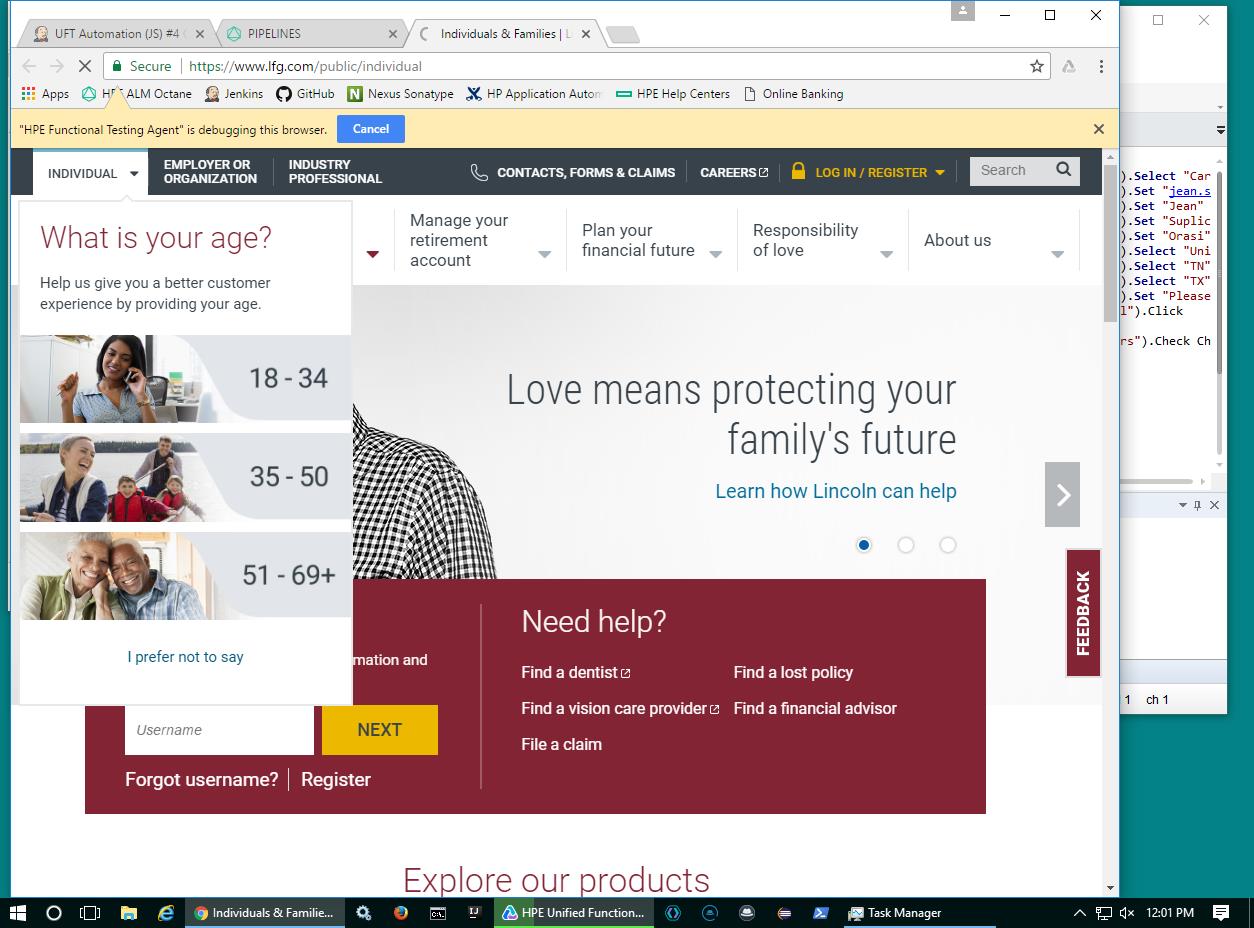 UFT Automation (JS) #4
PIPELINES
Individuals & Families |
Secure
https://www.lfg.com/public/individual
Apps
HPE ALM Octane
Jenkins
GitHub
Nexus Sonatype
HP Application Autom
HPE Help Centers
Online Banking
"HPE Functional Testing Agent" is debugging this browser.
Cancel
INDIVIDUAL
EMPLOYER OR
ORGANIZATION
INDUSTRY
PROFESSIONAL
CONTACTS, FORMS & CLAIMS
CAREERS
LOG IN / REGISTER
Search
What is your age?
Help us give you a better customer
experience by providing your age.
18 - 34
35 - 50
51 - 69+
I prefer not to say
Manage your
retirement
account
Plan your
financial future
Responsibility
of love
About us
Love means protecting your
family's future
Learn how Lincoln can help
FEEDBACK
mation and
Username
NEXT
Forgot username?
Register
Need help?
Find a dentist
Find a lost policy
Find a vision care provider
Find a financial advisor
File a claim
Explore our products
).Select "Car
).Set "jean.s
).Set "Jean"
).Set "Suplic
).Set "Orasi"
).Select "Uni
).Select "TN"
).Select "TX"
).Set "Please
l").Click
rs").Check Ch
1 ch 1
Individuals & Familie...
HPE Unified Function...
Task Manager
12:01 PM